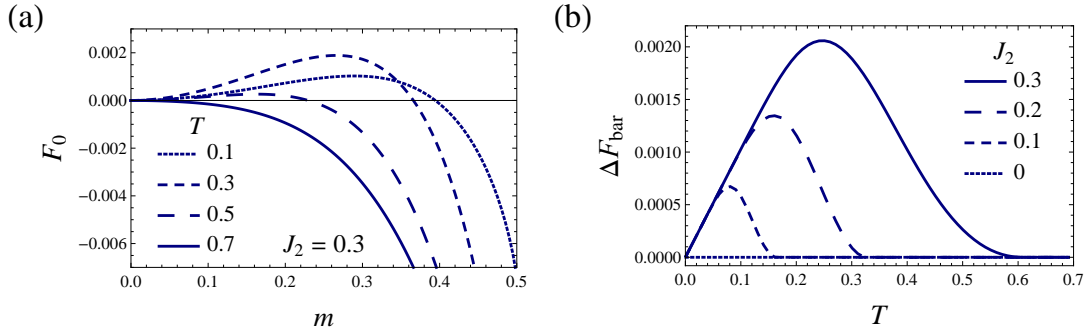 (a)
0.002
0.000
−0.002
−0.004
−0.006
F₀
T
0.1
0.3
0.5
0.7
J₂ = 0.3
0.0 0.1 0.2 0.3 0.4 0.5
m
(b)
0.0020
0.0015
0.0010
0.0005
0.0000
ΔF_bar
J₂
0.3
0.2
0.1
0
0.0 0.1 0.2 0.3 0.4 0.5 0.6 0.7
T